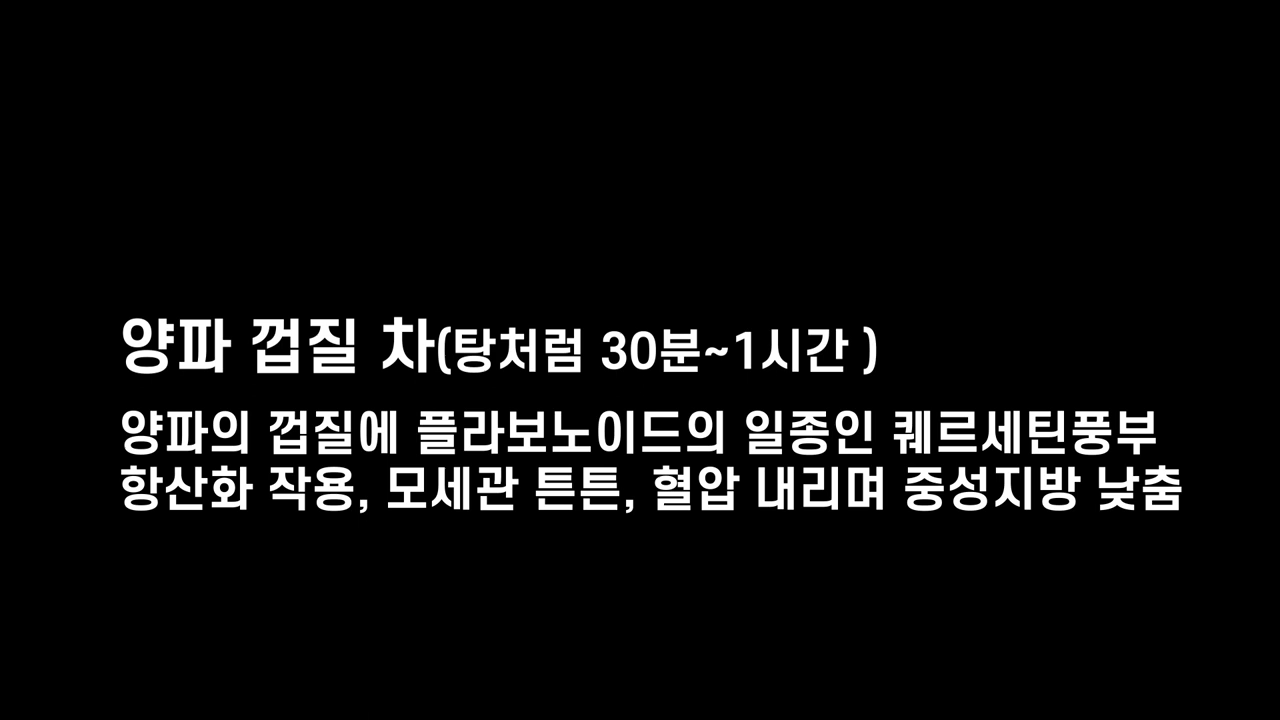 양파 껍질 차(탕처럼 30분~1시간 )
양파의 껍질에 플라보노이드의 일종인 퀘르세틴풍부
항산화 작용, 모세관 튼튼, 혈압 내리며 중성지방 낮춤